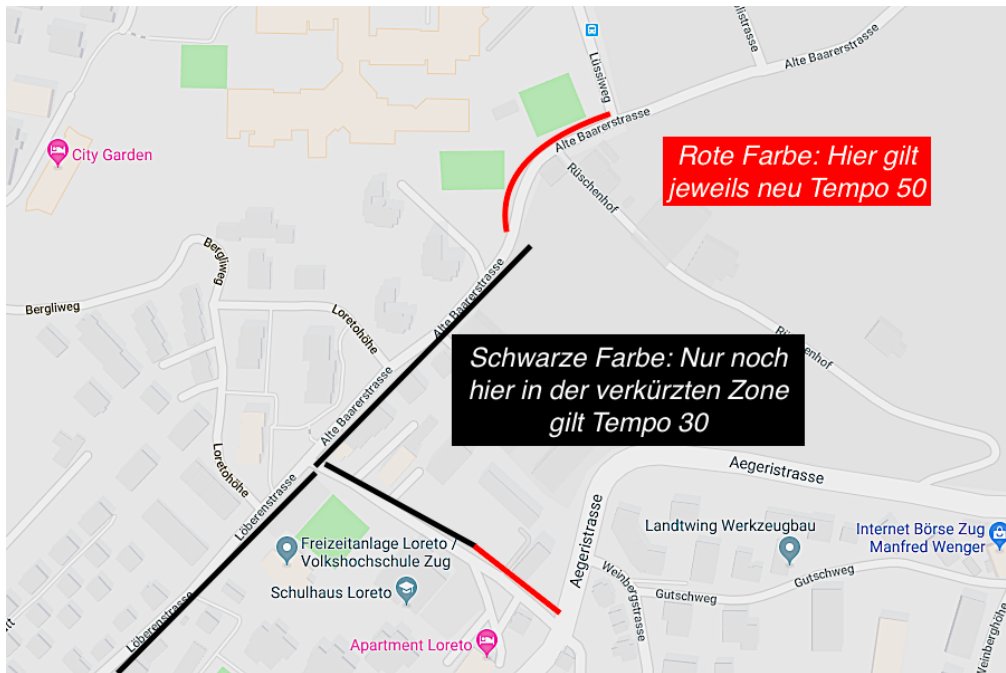 Alte Baarerstrasse
Lüssiweg
City Garden
Alte Baarerstrasse
Rote Farbe: Hier gilt
jeweils neu Tempo 50
Rüschenhof
Bergliweg
Bergliweg
Alte Baarerstrasse
Loretohöhe
Rüschenhof
Schwarze Farbe: Nur noch
hier in der verkürzten Zone
gilt Tempo 30
Alte Baarerstrasse
Loretohöhe
Aegeristrasse
Löberenstrasse
Aegeristrasse
Landtwing Werkzeugbau
Internet Börse Zug
Manfred Wenger
Freizeitanlage Loreto /
Volkshochschule Zug
Schulhaus Loreto
Weinbergstrasse
Gutschweg
Gutschweg
Löberenstrasse
Weinberghöhe
Apartment Loreto